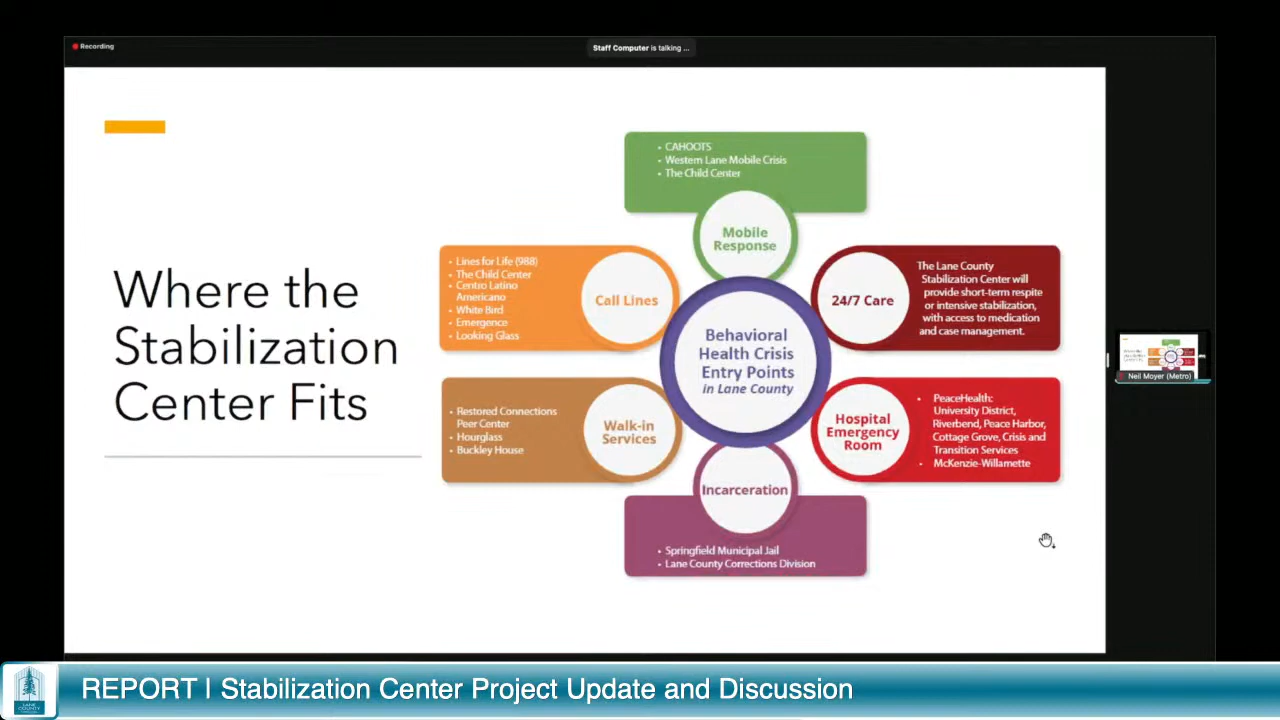 Recording
Staff Computer is talking ...
Where the
Stabilization
Center Fits
• CAHOOTS
• Western Lane Mobile Crisis
• The Child Center
Mobile
Response
• Lines for Life (988)
• The Child Center
• Centro Latino
Americano
• White Bird
• Emergence
• Looking Glass
Call Lines
24/7 Care
The Lane County
Stabilization Center will
provide short-term respite
or intensive stabilization,
with access to medication
and case management.
Behavioral
Health Crisis
Entry Points
in Lane County
• Restored Connections
Peer Center
• Hourglass
• Buckley House
Walk-in
Services
Hospital
Emergency
Room
• PeaceHealth:
University District,
Riverbend, Peace Harbor,
Cottage Grove, Crisis and
Transition Services
• McKenzie-Willamette
Incarceration
• Springfield Municipal Jail
• Lane County Corrections Division
Neil Moyer (Metro)
LANE
COUNTY
REPORT | Stabilization Center Project Update and Discussion